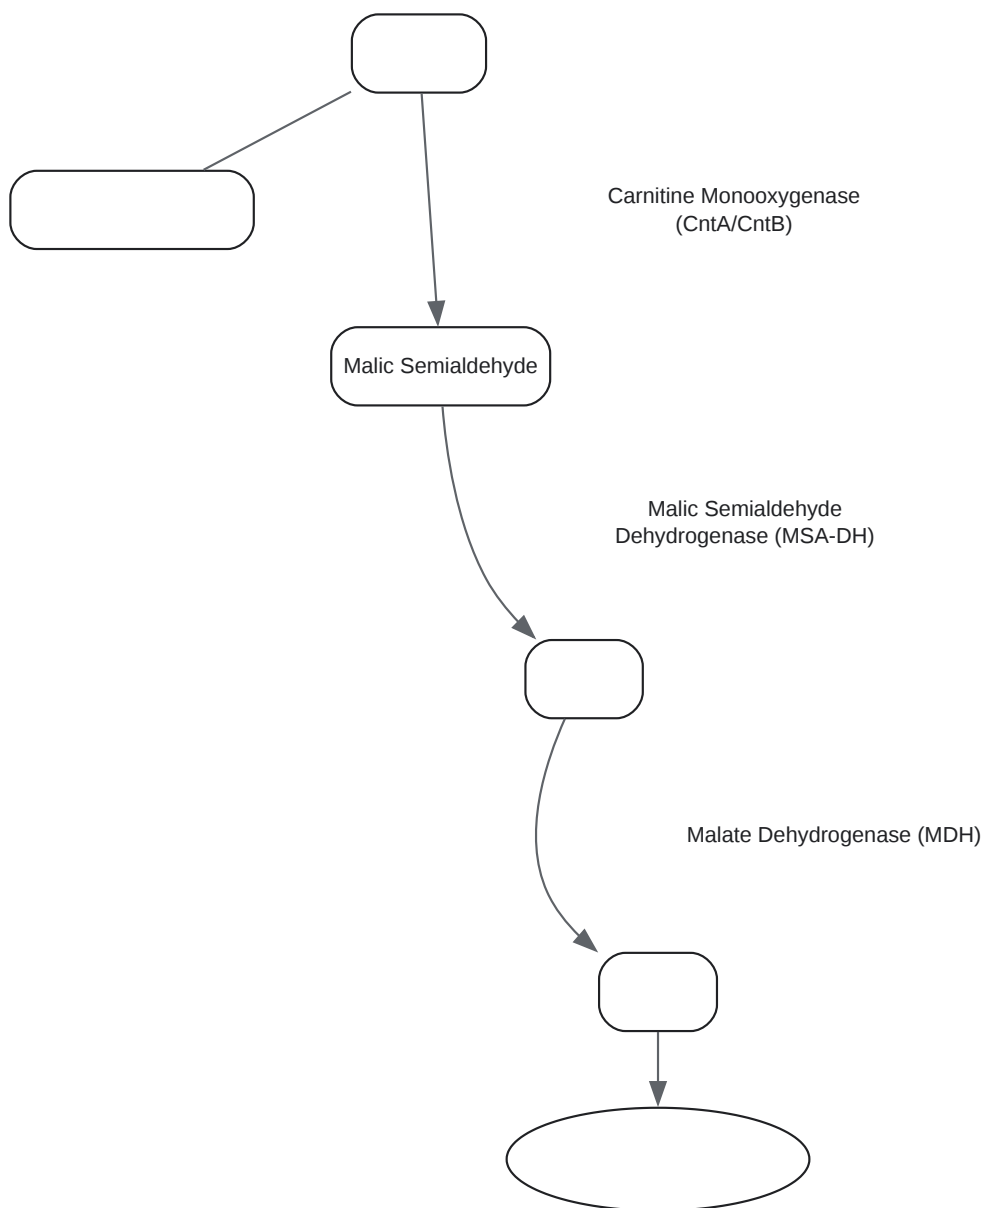 Carnitine Monooxygenase
(CntA/CntB)
Malic Semialdehyde
Malic Semialdehyde
Dehydrogenase (MSA-DH)
Malate Dehydrogenase (MDH)